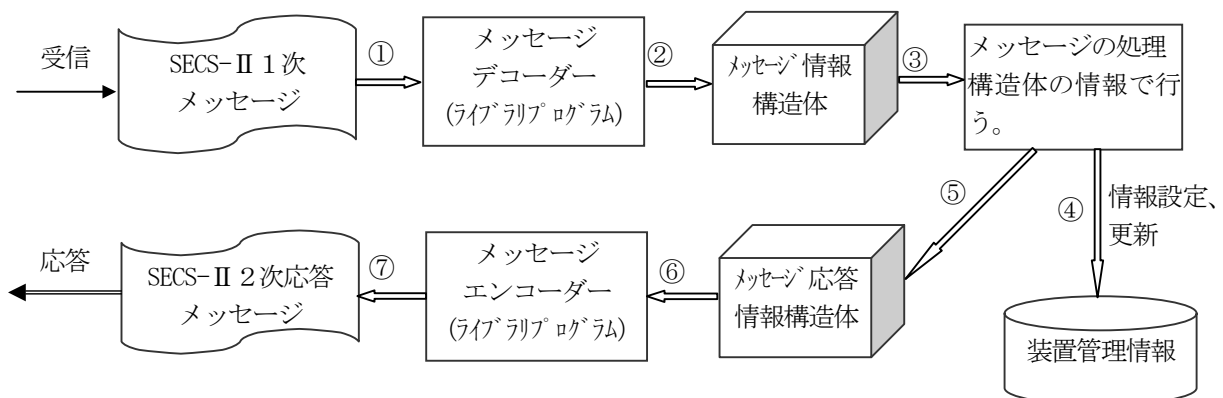 受信
SECS-Ⅱ１次
メッセージ
①
メッセージ
デコーダー
(ﾗｲﾌﾞﾗﾘﾌﾟﾛｸﾞﾗﾑ)
②
ﾒｯｾｰｼﾞ情報
構造体
③
メッセージの処理
構造体の情報で行
う。
④
情報設定、
更新
装置管理情報
⑤
ﾒｯｾｰｼﾞ応答
情報構造体
⑥
メッセージ
エンコーダー
(ﾗｲﾌﾞﾗﾘﾌﾟﾛｸﾞﾗﾑ)
⑦
SECS-Ⅱ２次応答
メッセージ
応答